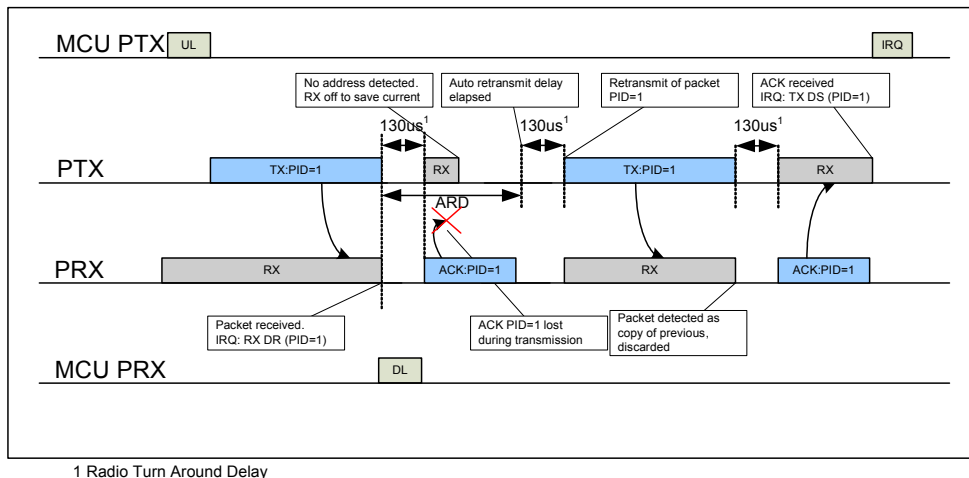 MCU PTX
UL
IRQ
No address detected.
RX off to save current
Auto retransmit delay
elapsed
Retransmit of packet
PID=1
ACK received
IRQ: TX DS (PID=1)
130us1
130us1
130us1
PTX
TX:PID=1
RX
TX:PID=1
RX
ARD
PRX
RX
ACK:PID=1
RX
ACK:PID=1
Packet received.
IRQ: RX DR (PID=1)
ACK PID=1 lost
during transmission
Packet detected as
copy of previous,
discarded
MCU PRX
DL
1 Radio Turn Around Delay